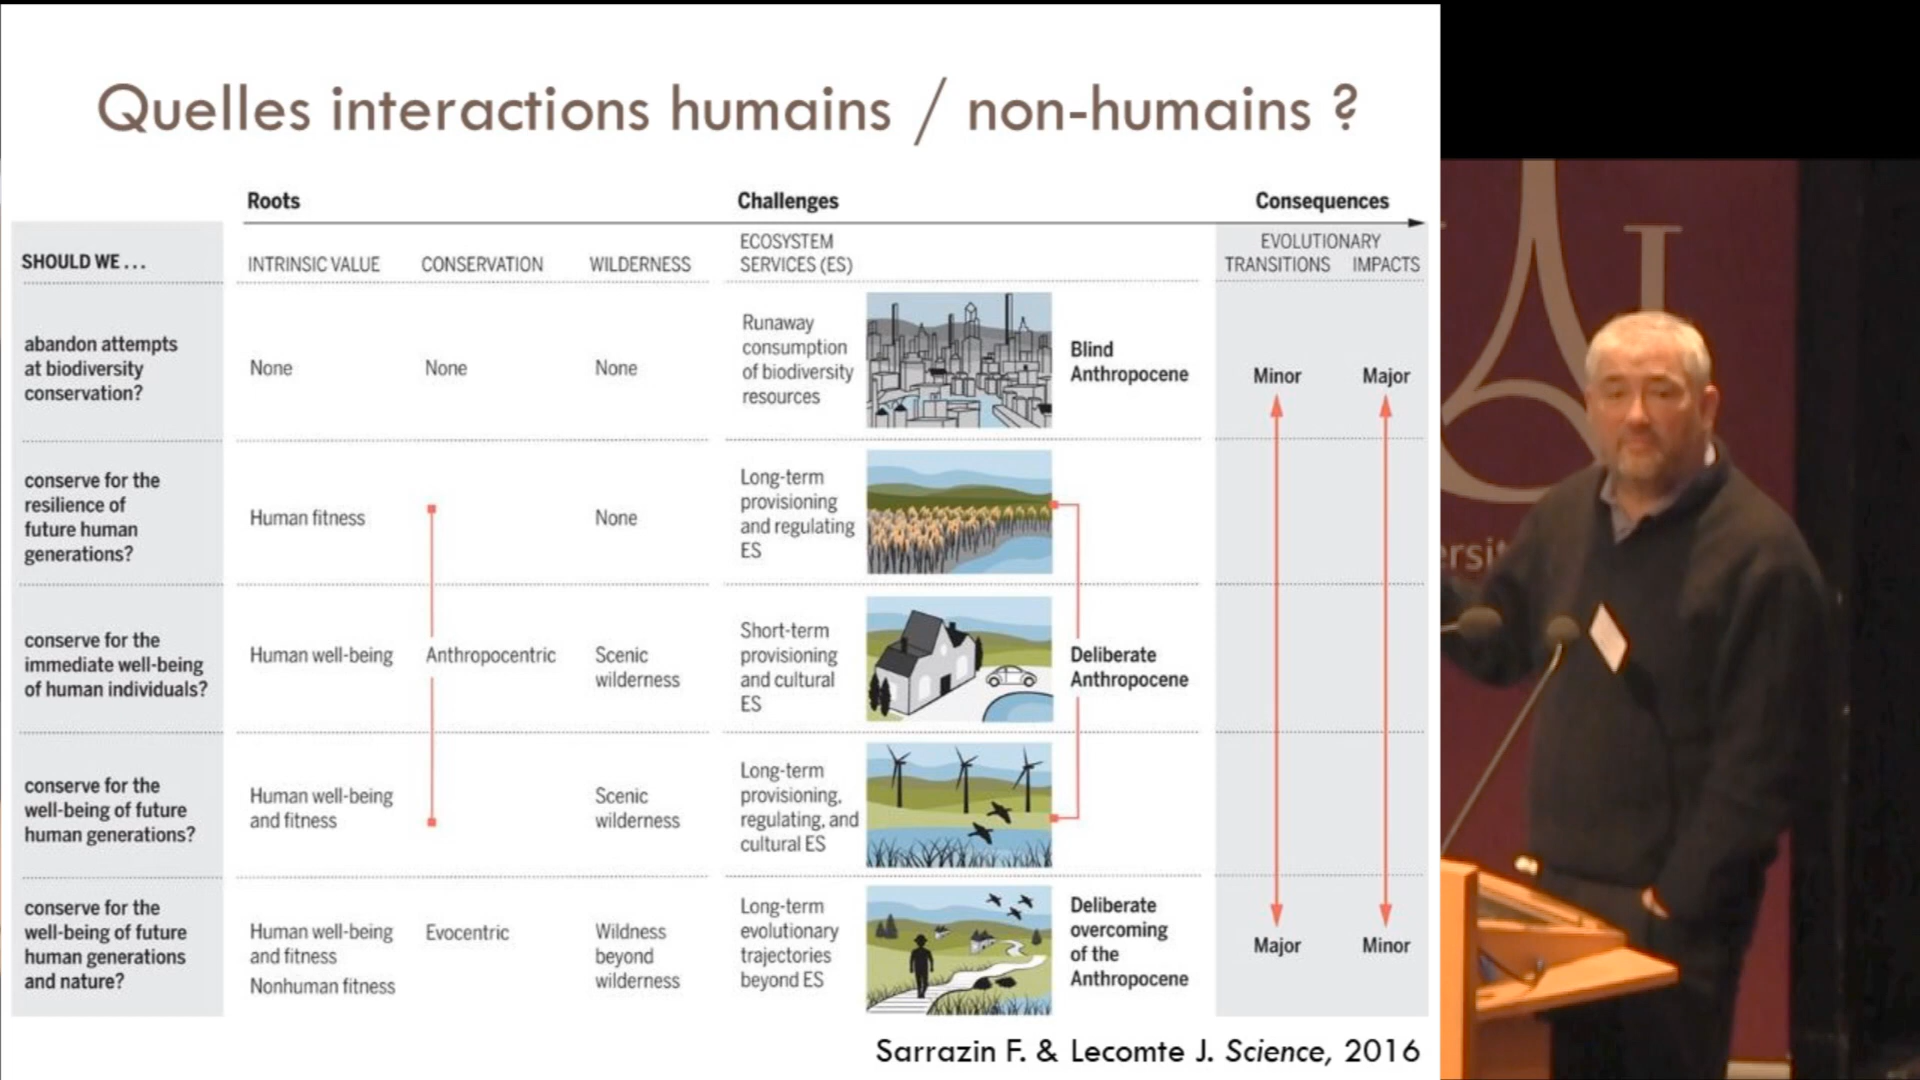 Quelles interactions humains / non-humains ?
Roots
Challenges
Consequences
SHOULD WE ...
INTRINSIC VALUE
CONSERVATION
WILDERNESS
ECOSYSTEM
SERVICES (ES)
EVOLUTIONARY
TRANSITIONS
IMPACTS
abandon attempts
at biodiversity
conservation?
None
None
None
Runaway
consumption
of biodiversity
resources
Blind
Anthropocene
Minor
Major
conserve for the
resilience of
future human
generations?
Human fitness
None
Long-term
provisioning
and regulating
ES
conserve for the
immediate well-being
of human individuals?
Human well-being
Anthropocentric
Scenic
wilderness
Short-term
provisioning
and cultural
ES
Deliberate
Anthropocene
conserve for the
well-being of future
human generations?
Human well-being
and fitness
Scenic
wilderness
Long-term
provisioning,
regulating, and
cultural ES
conserve for the
well-being of future
human generations
and nature?
Human well-being
and fitness
Nonhuman fitness
Evocentric
Wildness
beyond
wilderness
Long-term
evolutionary
trajectories
beyond ES
Deliberate
overcoming
of the
Anthropocene
Major
Minor
Sarrazin F. & Lecomte J. Science, 2016